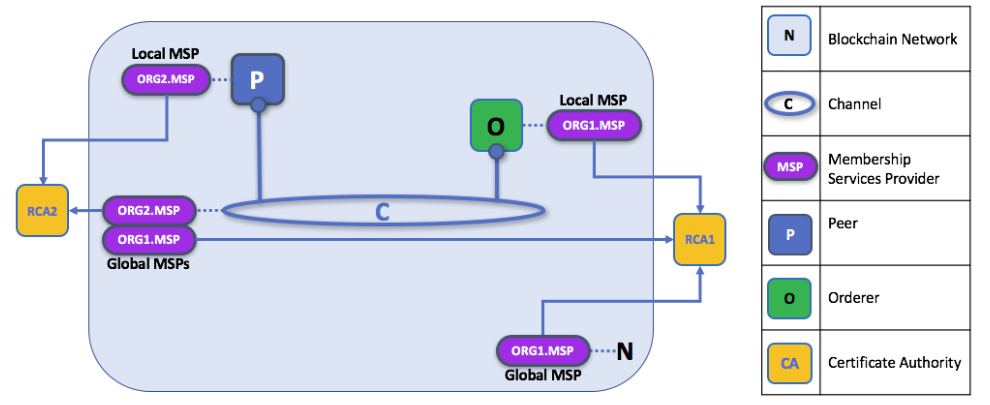 Local MSP
ORG2.MSP
P
Local MSP
O
ORG1.MSP
RCA2
ORG2.MSP
C
ORG1.MSP
RCA1
Global MSPs
ORG1.MSP
N
Global MSP
N
Blockchain Network
C
Channel
MSP
Membership
Services Provider
P
Peer
O
Orderer
CA
Certificate Authority